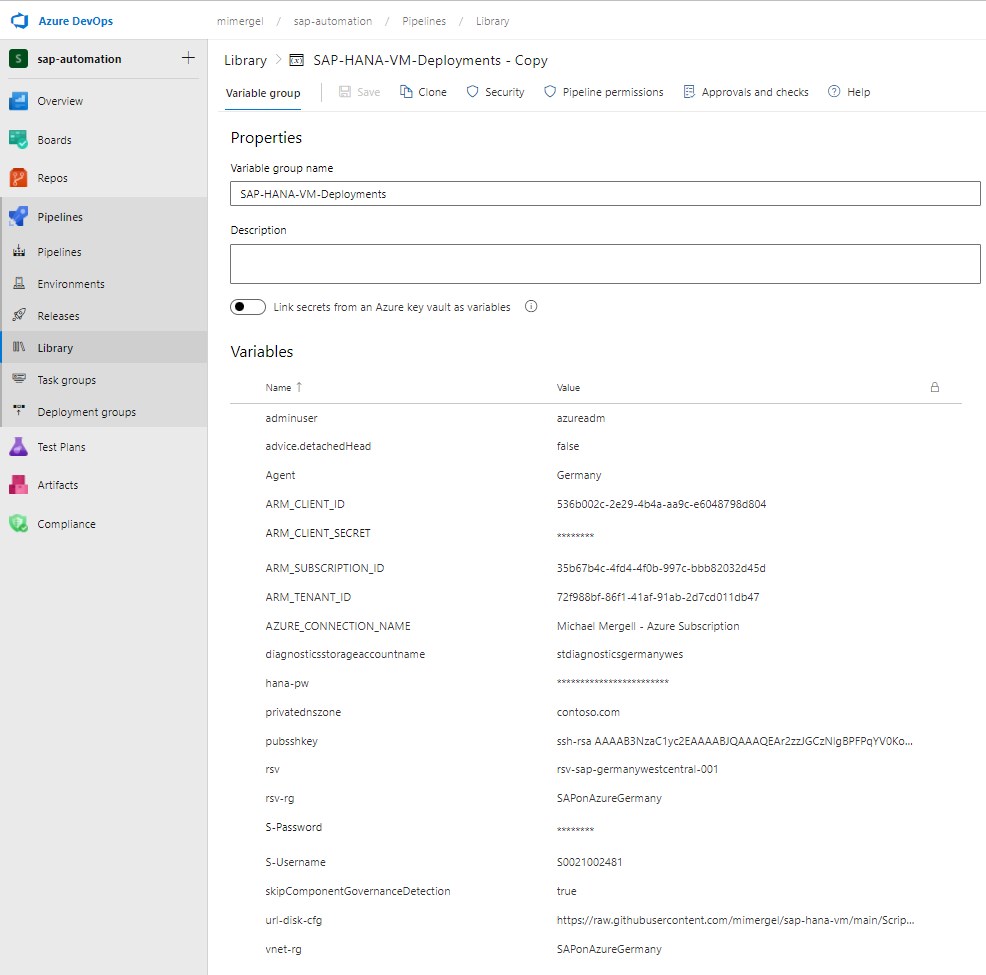 Azure DevOps
mimergel / sap-automation / Pipelines / Library
S sap-automation +
Overview
Boards
Repos
Pipelines
Pipelines
Environments
Releases
Library
Task groups
Deployment groups
Test Plans
Artifacts
Compliance
Library > SAP-HANA-VM-Deployments - Copy
Variable group Save Clone Security Pipeline permissions Approvals and checks Help
Properties
Variable group name
SAP-HANA-VM-Deployments
Description
Link secrets from an Azure key vault as variables
Variables
Name ↑ Value
adminuser azureadm
advice.detachedHead false
Agent Germany
ARM_CLIENT_ID 536b002c-2e29-4b4a-aa9c-e6048798d804
ARM_CLIENT_SECRET ********
ARM_SUBSCRIPTION_ID 35b67b4c-4fd4-4f0b-997c-bbb82032d45d
ARM_TENANT_ID 72f988bf-86f1-41af-91ab-2d7cd011db47
AZURE_CONNECTION_NAME Michael Mergell - Azure Subscription
diagnosticsstorageaccountname stdiagnosticsgermanywes
hana-pw ************************
privatednszone contoso.com
pubsshkey ssh-rsa AAAAB3NzaC1yc2EAAAABJQAAAQEAr2zzJGCzNIgBPFPqYV0Ko...
rsv rsv-sap-germanywestcentral-001
rsv-rg SAPonAzureGermany
S-Password ********
S-Username S0021002481
skipComponentGovernanceDetection true
url-disk-cfg https://raw.githubusercontent.com/mimergel/sap-hana-vm/main/Scrip...
vnet-rg SAPonAzureGermany